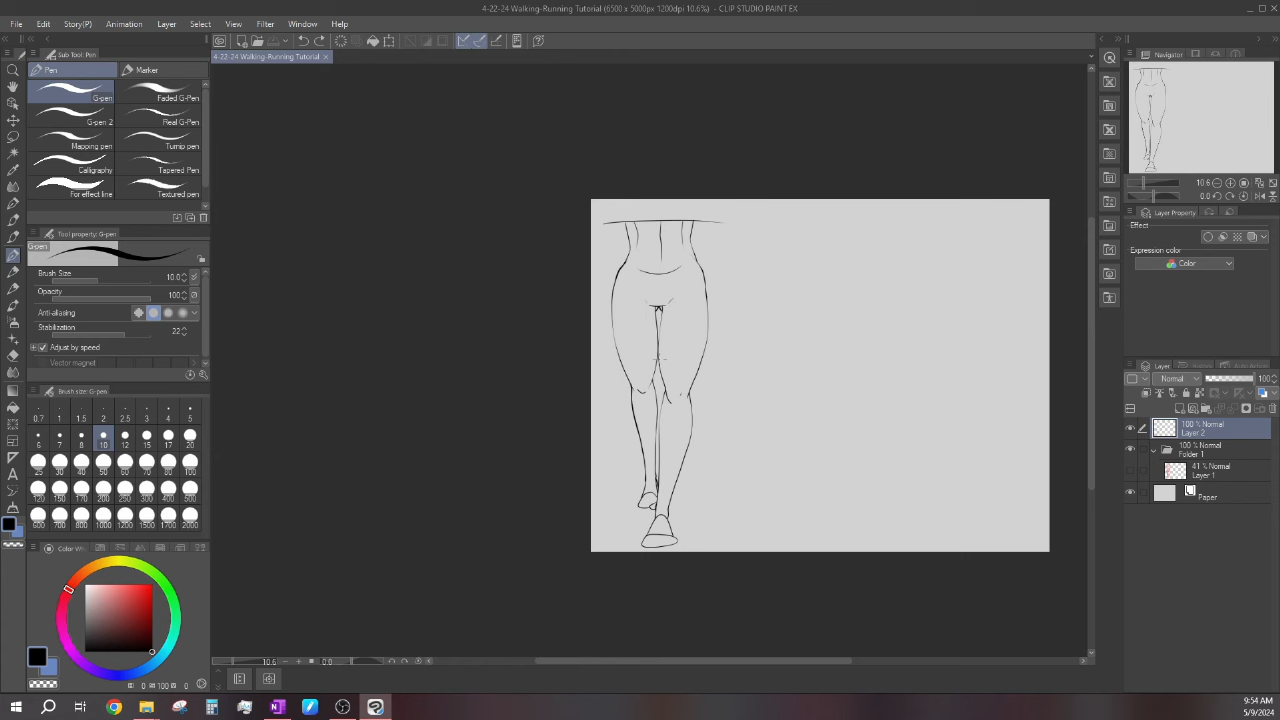 4-22-24 Walking-Running Tutorial (6500 x 5000px 1200dpi 10.6%) - CLIP STUDIO PAINT EX
File Edit Story(P) Animation Layer Select View Filter Window Help
4-22-24 Walking-Running Tutorial
Sub Tool: Pen
Pen Marker
G-pen Faded G-Pen
G-pen 2 Real G-Pen
Mapping pen Turnip pen
Calligraphy Tapered Pen
For effect line Textured pen
Tool property: G-pen
G-pen
Brush Size 10.0
Opacity 100
Anti-aliasing
Stabilization 22
Adjust by speed
Vector magnet
Brush size: G-pen
0.7 1 1.5 2 2.5 3 4 5
6 7 8 10 12 15 17 20
25 30 40 50 60 70 80 100
120 150 170 200 250 300 400 500
600 700 800 1000 1200 1500 1700 2000
Color Wh
0 100 0
10.6 0.0
Navigator
10.6
0.0
Layer Property
Effect
Expression color
Color
Layer History
Normal 100
100 % Normal
Layer 2
100 % Normal
Folder 1
41 % Normal
Layer 1
Paper
9:54 AM
5/9/2024